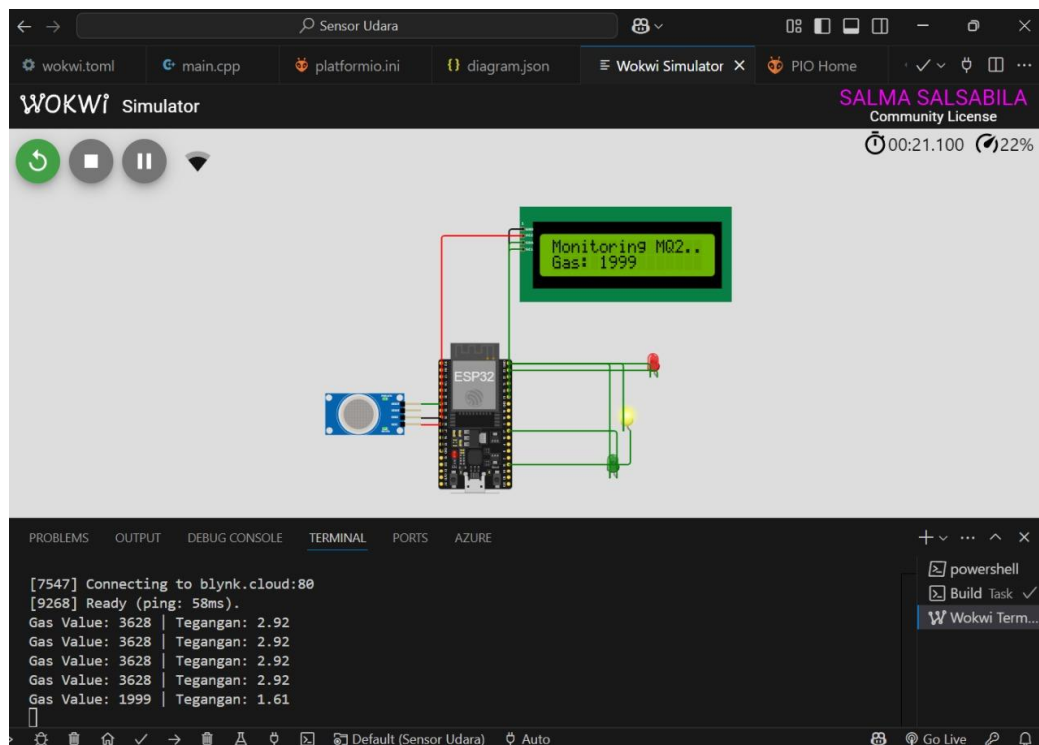 Sensor Udara
wokwi.toml
main.cpp
platformio.ini
diagram.json
Wokwi Simulator
PIO Home
WOKWi Simulator
SALMA SALSABILA
Community License
00:21.100 22%
Monitoring MQ2..
Gas: 1999
ESP32
PROBLEMS OUTPUT DEBUG CONSOLE TERMINAL PORTS AZURE
[7547] Connecting to blynk.cloud:80
[9268] Ready (ping: 58ms).
Gas Value: 3628 | Tegangan: 2.92
Gas Value: 3628 | Tegangan: 2.92
Gas Value: 3628 | Tegangan: 2.92
Gas Value: 3628 | Tegangan: 2.92
Gas Value: 1999 | Tegangan: 1.61
powershell
Build Task
Wokwi Term...
Default (Sensor Udara) Auto Go Live